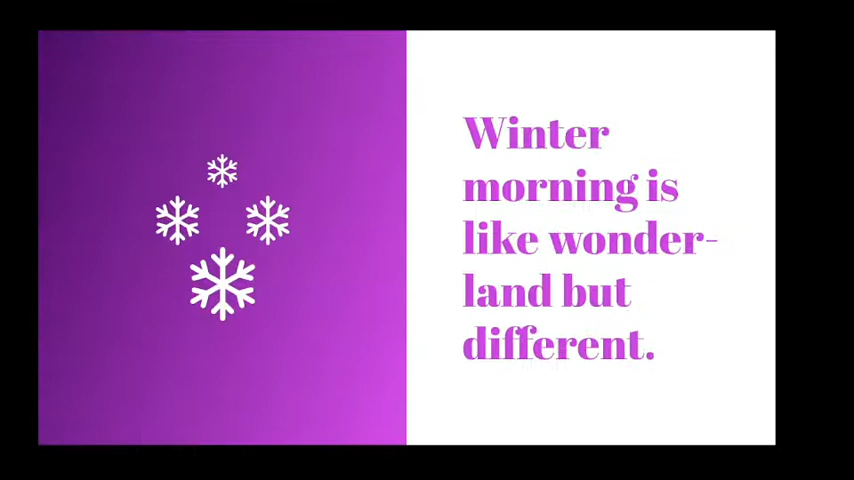 Winter
morning is
like wonder-
land but
different.